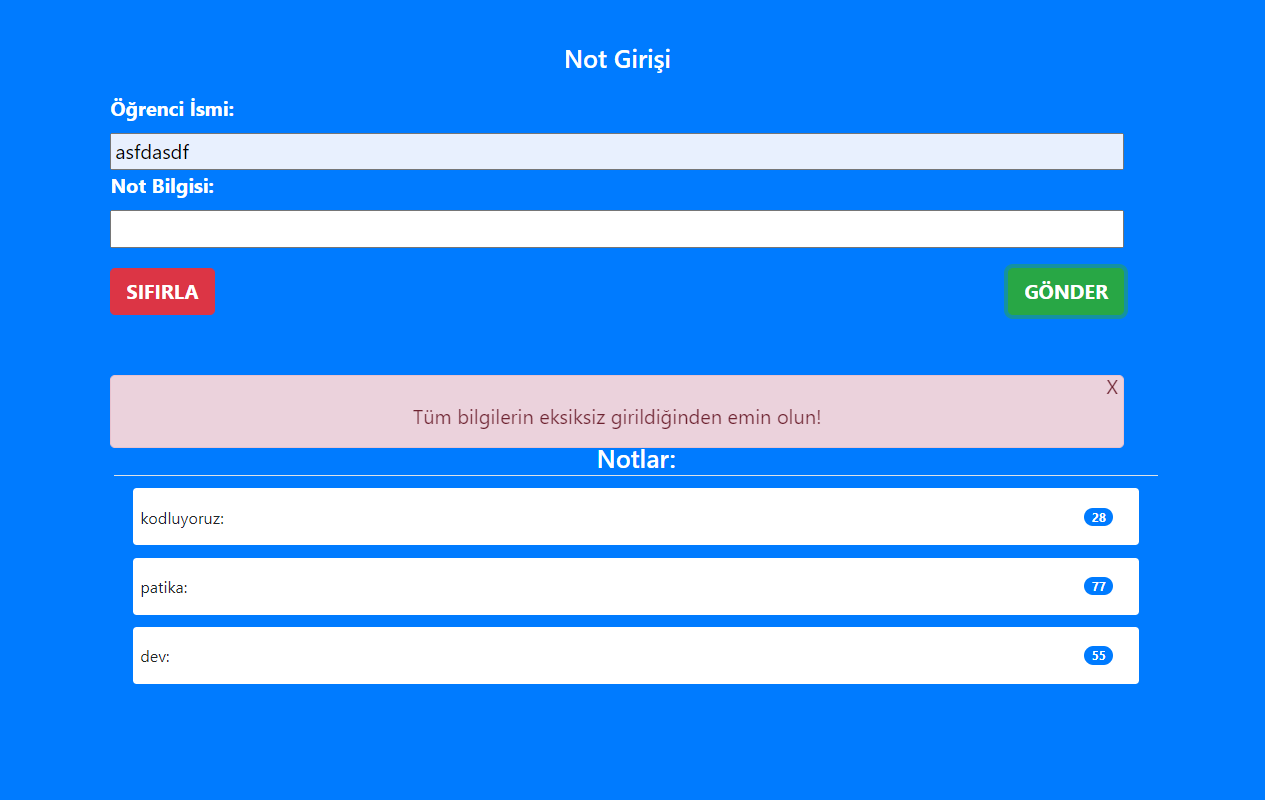 Not Girişi
Öğrenci İsmi:
asfdasdf
Not Bilgisi:
SIFIRLA
GÖNDER
X
Tüm bilgilerin eksiksiz girildiğinden emin olun!
Notlar:
kodluyoruz: 28
patika: 77
dev: 55